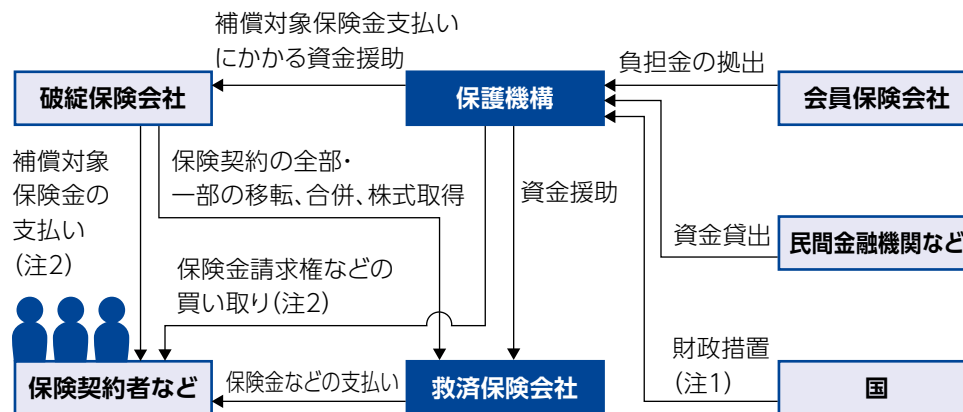 補償対象保険金支払い
にかかる資金援助
負担金の拠出
破綻保険会社
保護機構
会員保険会社
補償対象
保険金の
支払い
(注2)
保険契約の全部・
一部の移転、合併、株式取得
資金援助
資金貸出
民間金融機関など
保険金請求権などの
買い取り(注2)
財政措置
(注1)
保険契約者など
保険金などの支払い
救済保険会社
国